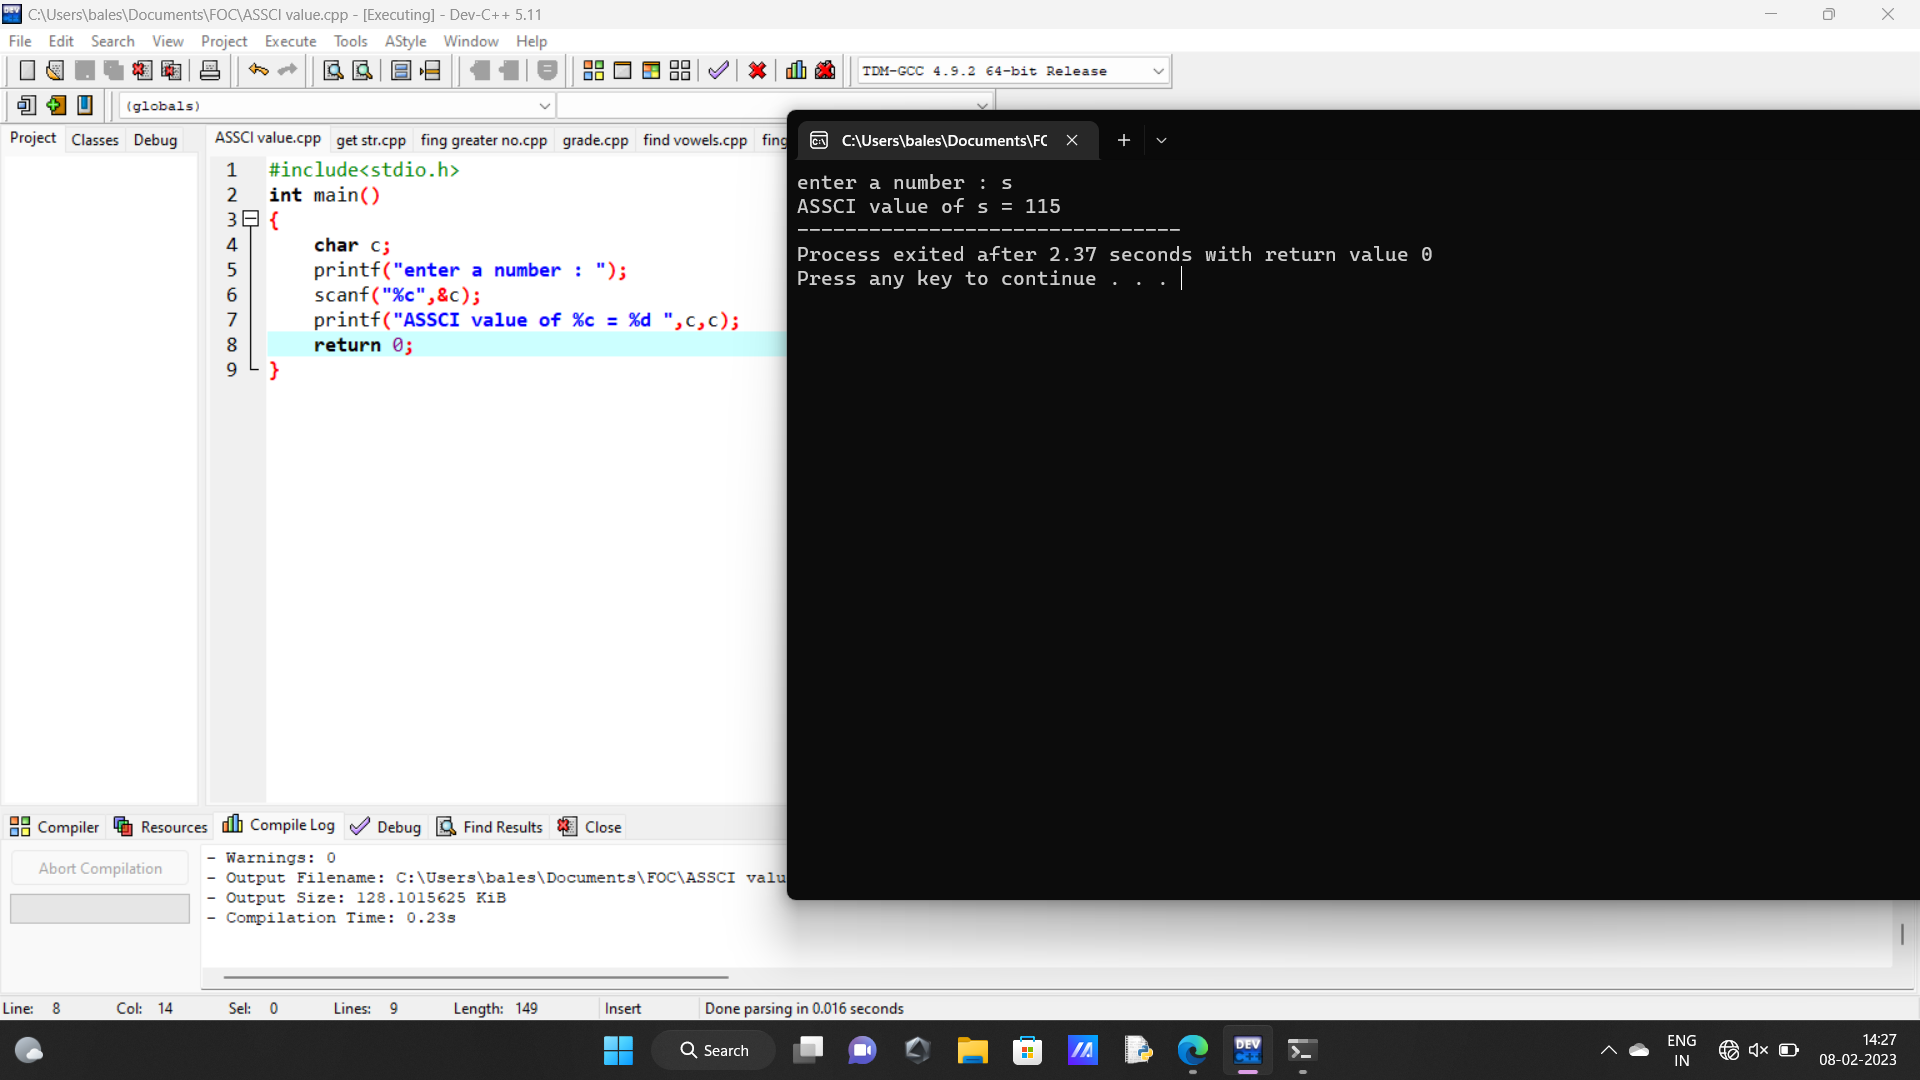 C:\Users\bales\Documents\FOC\ASSCI value.cpp - [Executing] - Dev-C++ 5.11
File Edit Search View Project Execute Tools AStyle Window Help
TDM-GCC 4.9.2 64-bit Release
(globals)
Project Classes Debug
ASSCI value.cpp get str.cpp fing greater no.cpp grade.cpp find vowels.cpp fing
1 #include<stdio.h>
2 int main()
3 {
4 char c;
5 printf("enter a number : ");
6 scanf("%c",&c);
7 printf("ASSCI value of %c = %d ",c,c);
8 return 0;
9 }
C:\Users\bales\Documents\FC
enter a number : s
ASSCI value of s = 115
--------------------------------
Process exited after 2.37 seconds with return value 0
Press any key to continue . . .
Compiler Resources Compile Log Debug Find Results Close
Abort Compilation
- Warnings: 0
- Output Filename: C:\Users\bales\Documents\FOC\ASSCI valu
- Output Size: 128.1015625 KiB
- Compilation Time: 0.23s
Line: 8 Col: 14 Sel: 0 Lines: 9 Length: 149 Insert Done parsing in 0.016 seconds
Search
DEV C++
ENG
IN
14:27
08-02-2023